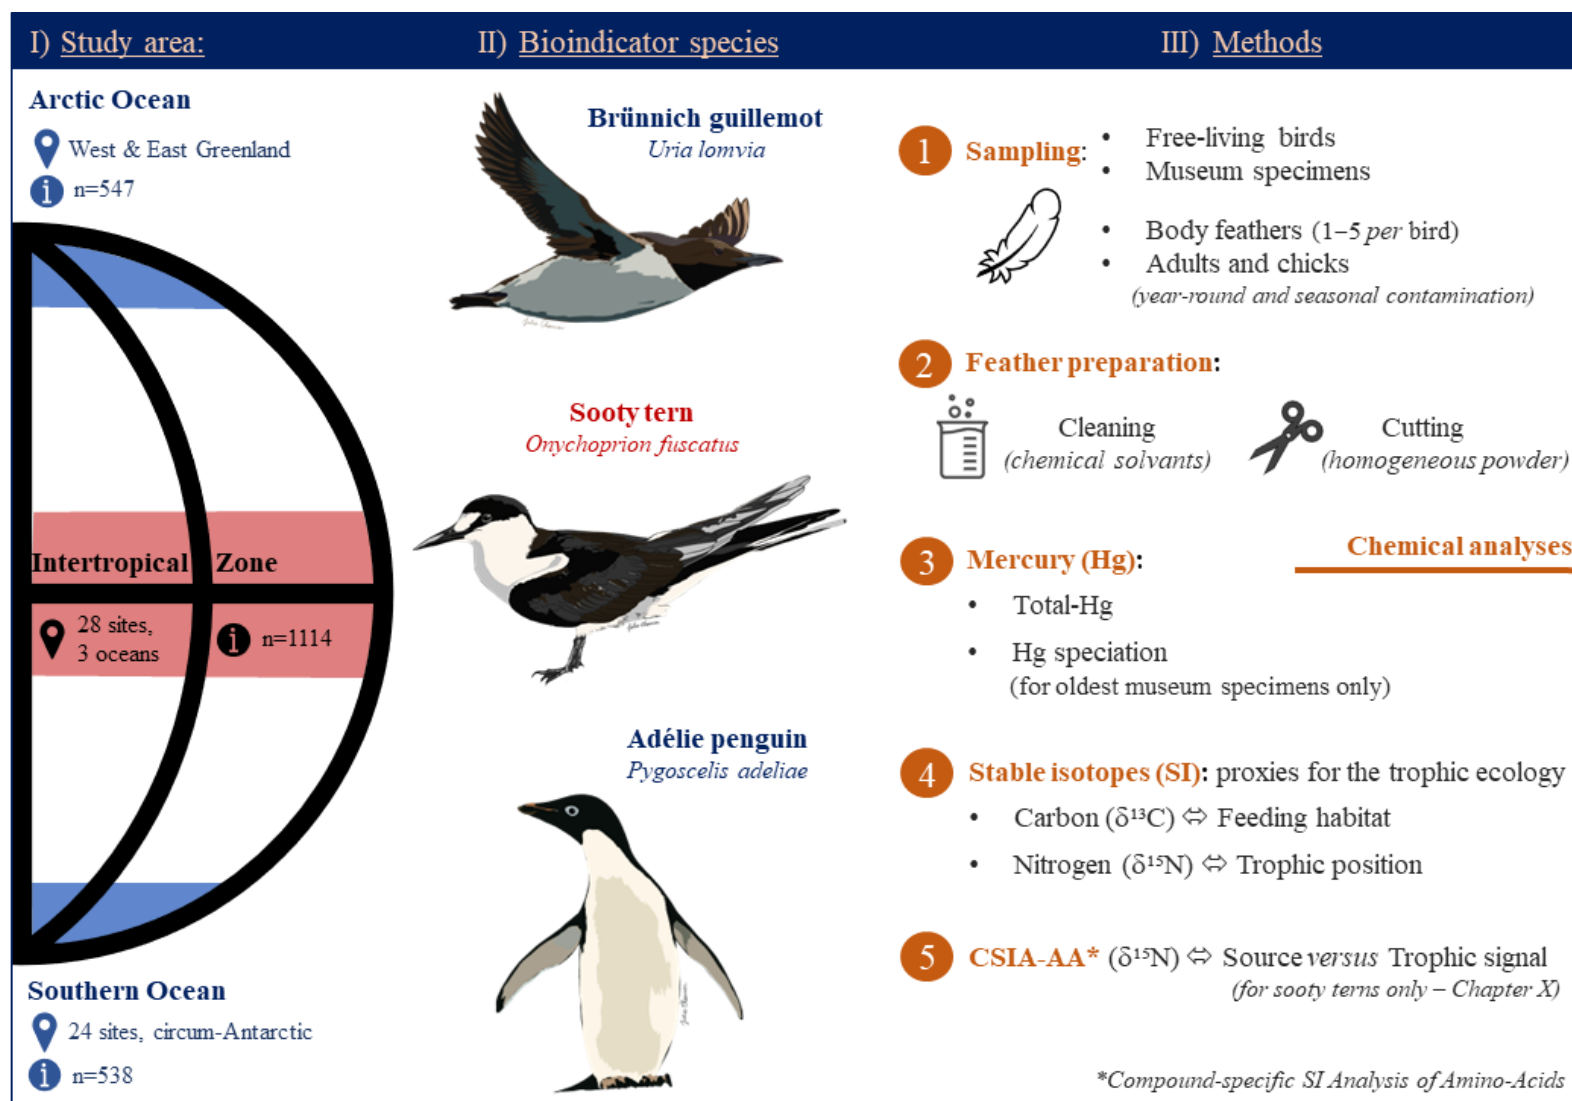 I) Study area:
II) Bioindicator species
III) Methods
Arctic Ocean
West & East Greenland
n=547
Intertropical Zone
28 sites,
3 oceans
n=1114
Southern Ocean
24 sites, circum-Antarctic
n=538
Brünnich guillemot
Uria lomvia
Sooty tern
Onychoprion fuscatus
Adélie penguin
Pygoscelis adeliae
1 Sampling:
• Free-living birds
• Museum specimens
• Body feathers (1–5 per bird)
• Adults and chicks
(year-round and seasonal contamination)
2 Feather preparation:
Cleaning
(chemical solvants)
Cutting
(homogeneous powder)
Chemical analyses
3 Mercury (Hg):
• Total-Hg
• Hg speciation
(for oldest museum specimens only)
4 Stable isotopes (SI): proxies for the trophic ecology
• Carbon (δ¹³C) ⬄ Feeding habitat
• Nitrogen (δ¹⁵N) ⬄ Trophic position
5 CSIA-AA* (δ¹⁵N) ⬄ Source versus Trophic signal
(for sooty terns only – Chapter X)
*Compound-specific SI Analysis of Amino-Acids